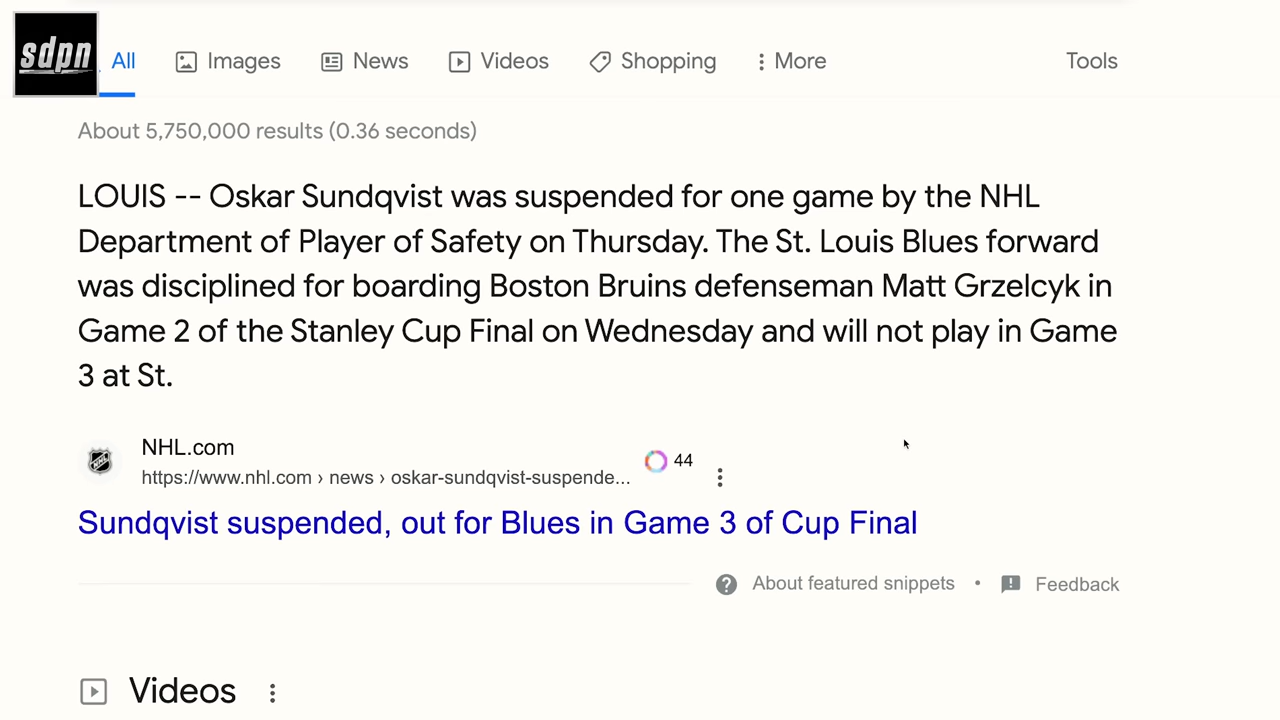 sdpn
All Images News Videos Shopping More Tools
About 5,750,000 results (0.36 seconds)
LOUIS -- Oskar Sundqvist was suspended for one game by the NHL
Department of Player of Safety on Thursday. The St. Louis Blues forward
was disciplined for boarding Boston Bruins defenseman Matt Grzelcyk in
Game 2 of the Stanley Cup Final on Wednesday and will not play in Game
3 at St.
NHL.com
https://www.nhl.com › news › oskar-sundqvist-suspende... 44
Sundqvist suspended, out for Blues in Game 3 of Cup Final
About featured snippets • Feedback
Videos